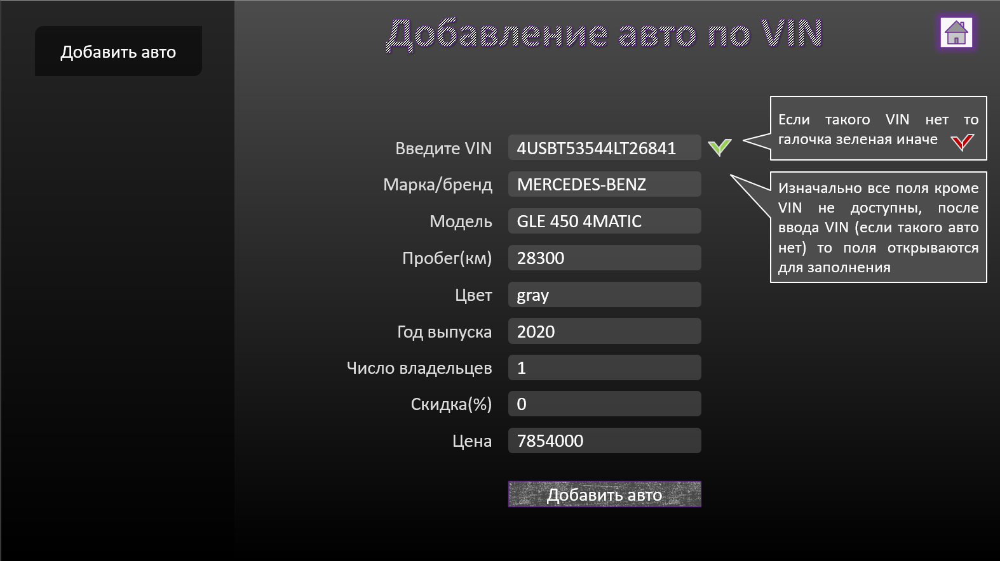 Добавить авто
Добавление авто по VIN
Если такого VIN нет то
галочка зеленая иначе
Введите VIN 4USBT53544LT26841
Изначально все поля кроме
VIN не доступны, после
ввода VIN (если такого авто
нет) то поля открываются
для заполнения
Марка/бренд MERCEDES-BENZ
Модель GLE 450 4MATIC
Пробег(км) 28300
Цвет gray
Год выпуска 2020
Число владельцев 1
Скидка(%) 0
Цена 7854000
Добавить авто